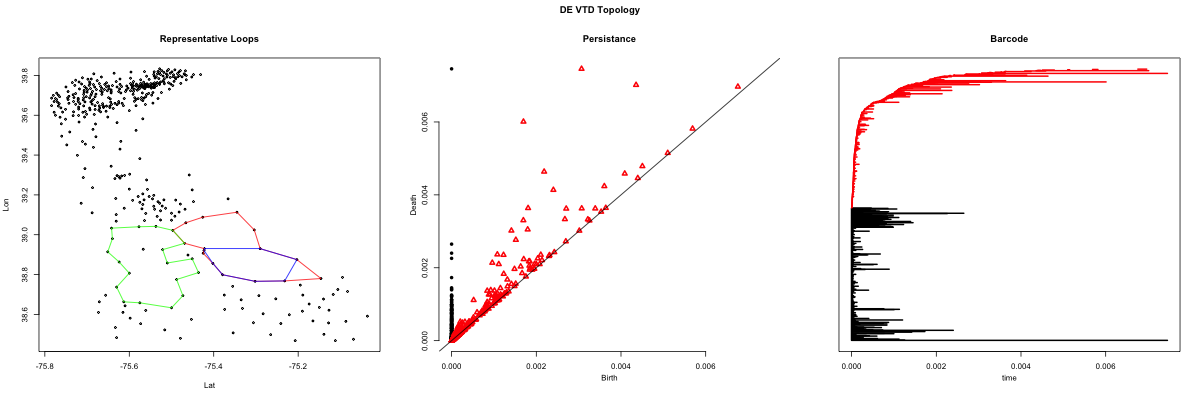 DE VTD Topology
Representative Loops
Persistance
Barcode
Lon
39.8
39.6
39.4
39.2
39.0
38.8
38.6
-75.8
-75.6
-75.4
-75.2
Lat
Death
0.006
0.004
0.002
0.000
0.000
0.002
0.004
0.006
Birth
0.000
0.002
0.004
0.006
time